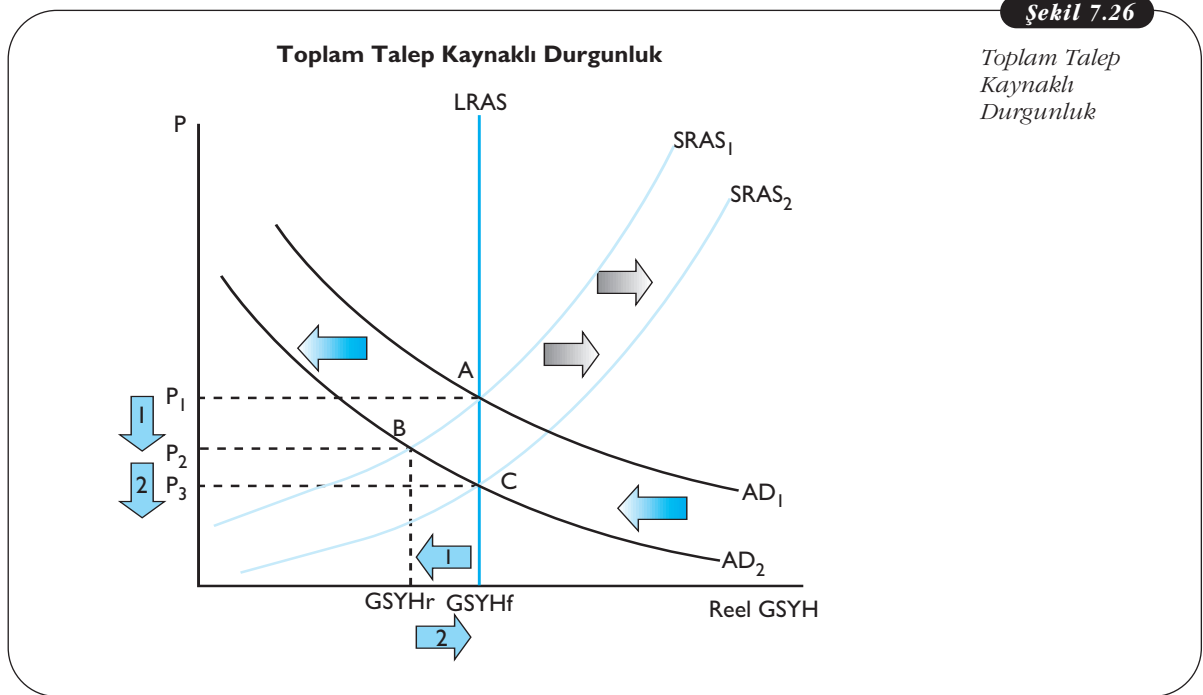 Şekil 7.26
Toplam Talep
Kaynaklı
Durgunluk
Toplam Talep Kaynaklı Durgunluk
LRAS
P
SRAS1
SRAS2
A
P1
1
B
P2
2
P3
C
AD1
1
AD2
GSYHr
GSYHf
Reel GSYH
2